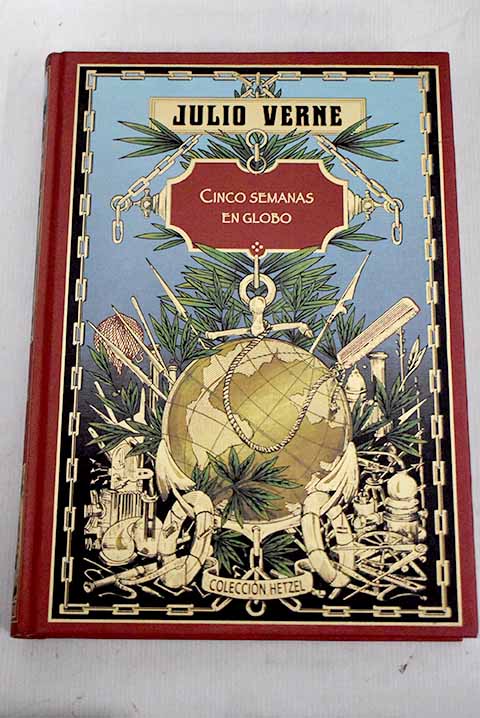 JULIO VERNE
CINCO SEMANAS
EN GLOBO
COLECCIÓN HETZEL